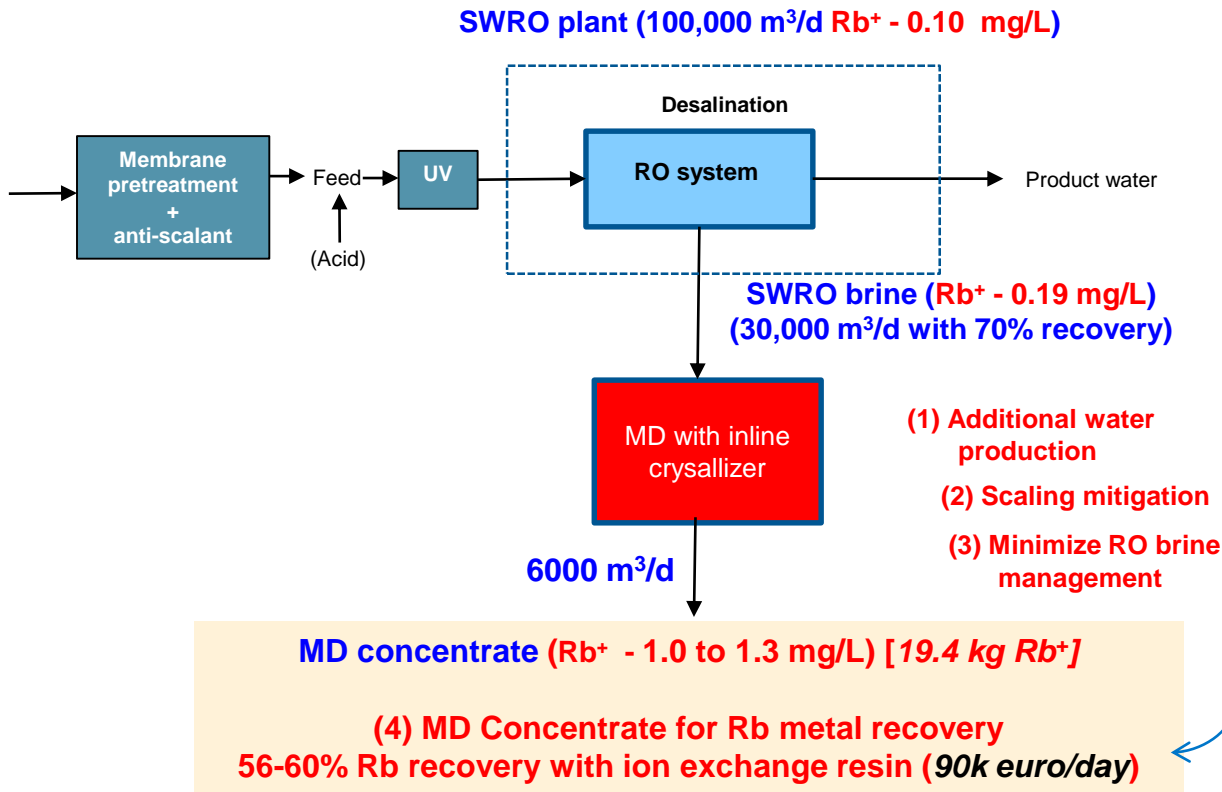 SWRO plant (100,000 m³/d Rb⁺ - 0.10 mg/L)
Desalination
Membrane
pretreatment
+
anti-scalant
Feed
(Acid)
UV
RO system
Product water
SWRO brine (Rb⁺ - 0.19 mg/L)
(30,000 m³/d with 70% recovery)
MD with inline
crysallizer
(1) Additional water
production
(2) Scaling mitigation
(3) Minimize RO brine
management
6000 m³/d
MD concentrate (Rb⁺ - 1.0 to 1.3 mg/L) [19.4 kg Rb⁺]
(4) MD Concentrate for Rb metal recovery
56-60% Rb recovery with ion exchange resin (90k euro/day)